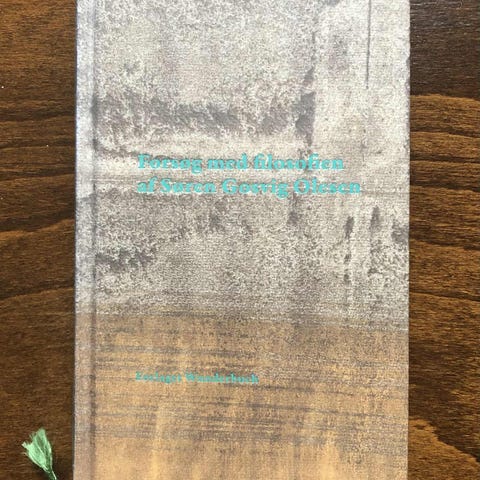 Forsøg med filosofien
af Søren Gosvig Olesen
Forlaget Wunderbuch